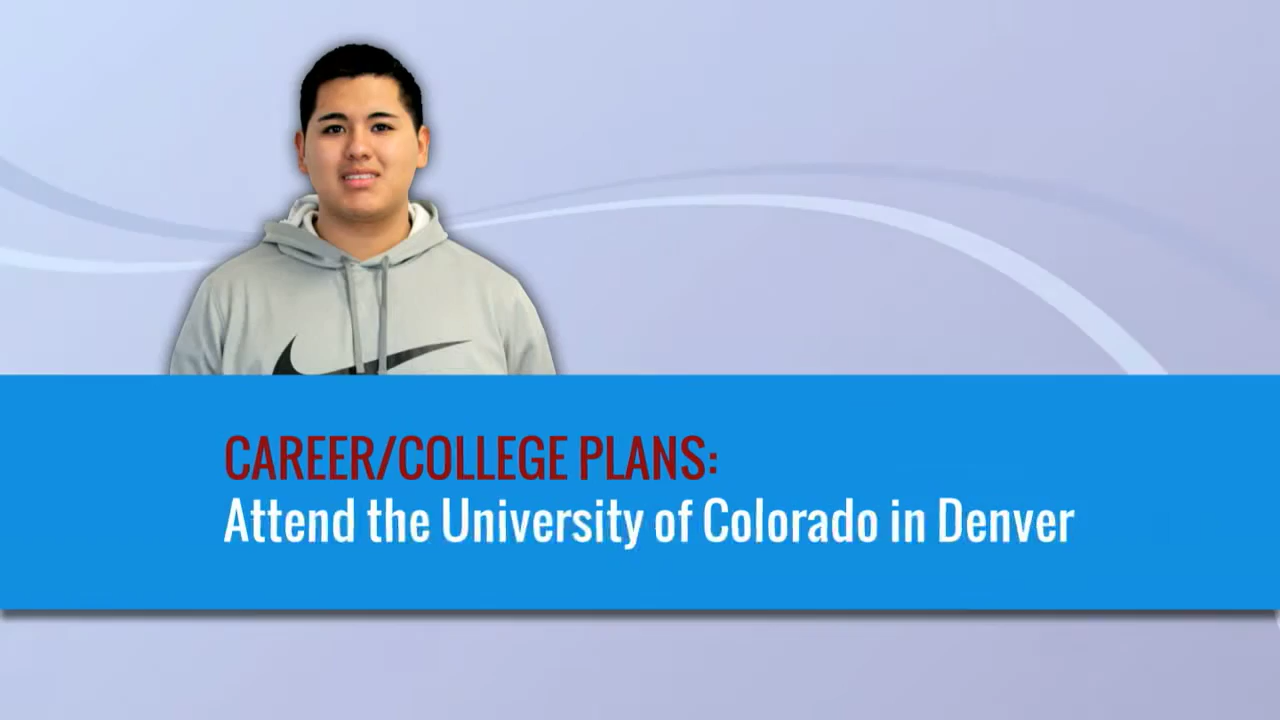 CAREER/COLLEGE PLANS:
Attend the University of Colorado in Denver